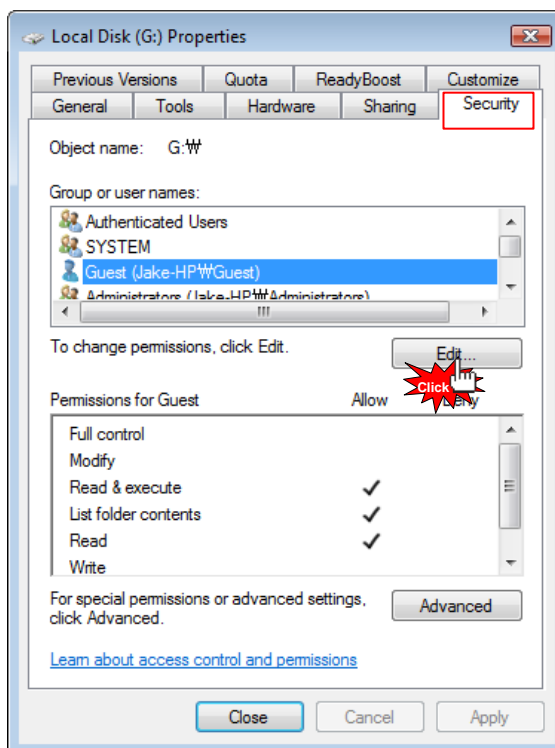 Local Disk (G:) Properties
Previous Versions Quota ReadyBoost Customize
General Tools Hardware Sharing Security
Object name: G:₩
Group or user names:
Authenticated Users
SYSTEM
Guest (Jake-HP₩Guest)
Administrators (Jake-HP₩Administrators)
To change permissions, click Edit.
Edit...
Click
Permissions for Guest Allow Deny
Full control
Modify
Read & execute
List folder contents
Read
Write
For special permissions or advanced settings,
click Advanced.
Advanced
Learn about access control and permissions
Close Cancel Apply